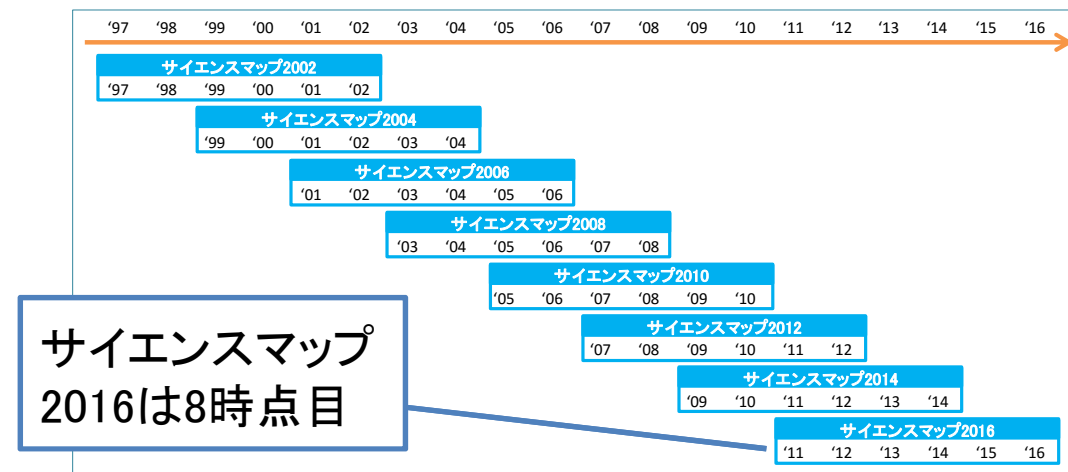 ‘97 ‘98 ‘99 ‘00 ‘01 ‘02 ‘03 ‘04 ‘05 ‘06 ‘07 ‘08 ‘09 ‘10 ‘11 ‘12 ‘13 ‘14 ‘15 ‘16
サイエンスマップ2002
‘97 ‘98 ‘99 ‘00 ‘01 ‘02
サイエンスマップ2004
‘99 ‘00 ‘01 ‘02 ‘03 ‘04
サイエンスマップ2006
‘01 ‘02 ‘03 ‘04 ‘05 ‘06
サイエンスマップ2008
‘03 ‘04 ‘05 ‘06 ‘07 ‘08
サイエンスマップ2010
‘05 ‘06 ‘07 ‘08 ‘09 ‘10
サイエンスマップ2012
‘07 ‘08 ‘09 ‘10 ‘11 ‘12
サイエンスマップ2014
‘09 ‘10 ‘11 ‘12 ‘13 ‘14
サイエンスマップ2016
‘11 ‘12 ‘13 ‘14 ‘15 ‘16
サイエンスマップ
2016は8時点目